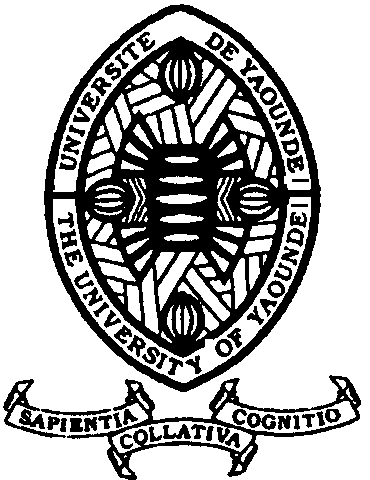 UNIVERSITE DE YAOUNDE I
THE UNIVERSITY OF YAOUNDE I
SAPIENTIA
COLLATIVA
COGNITIO